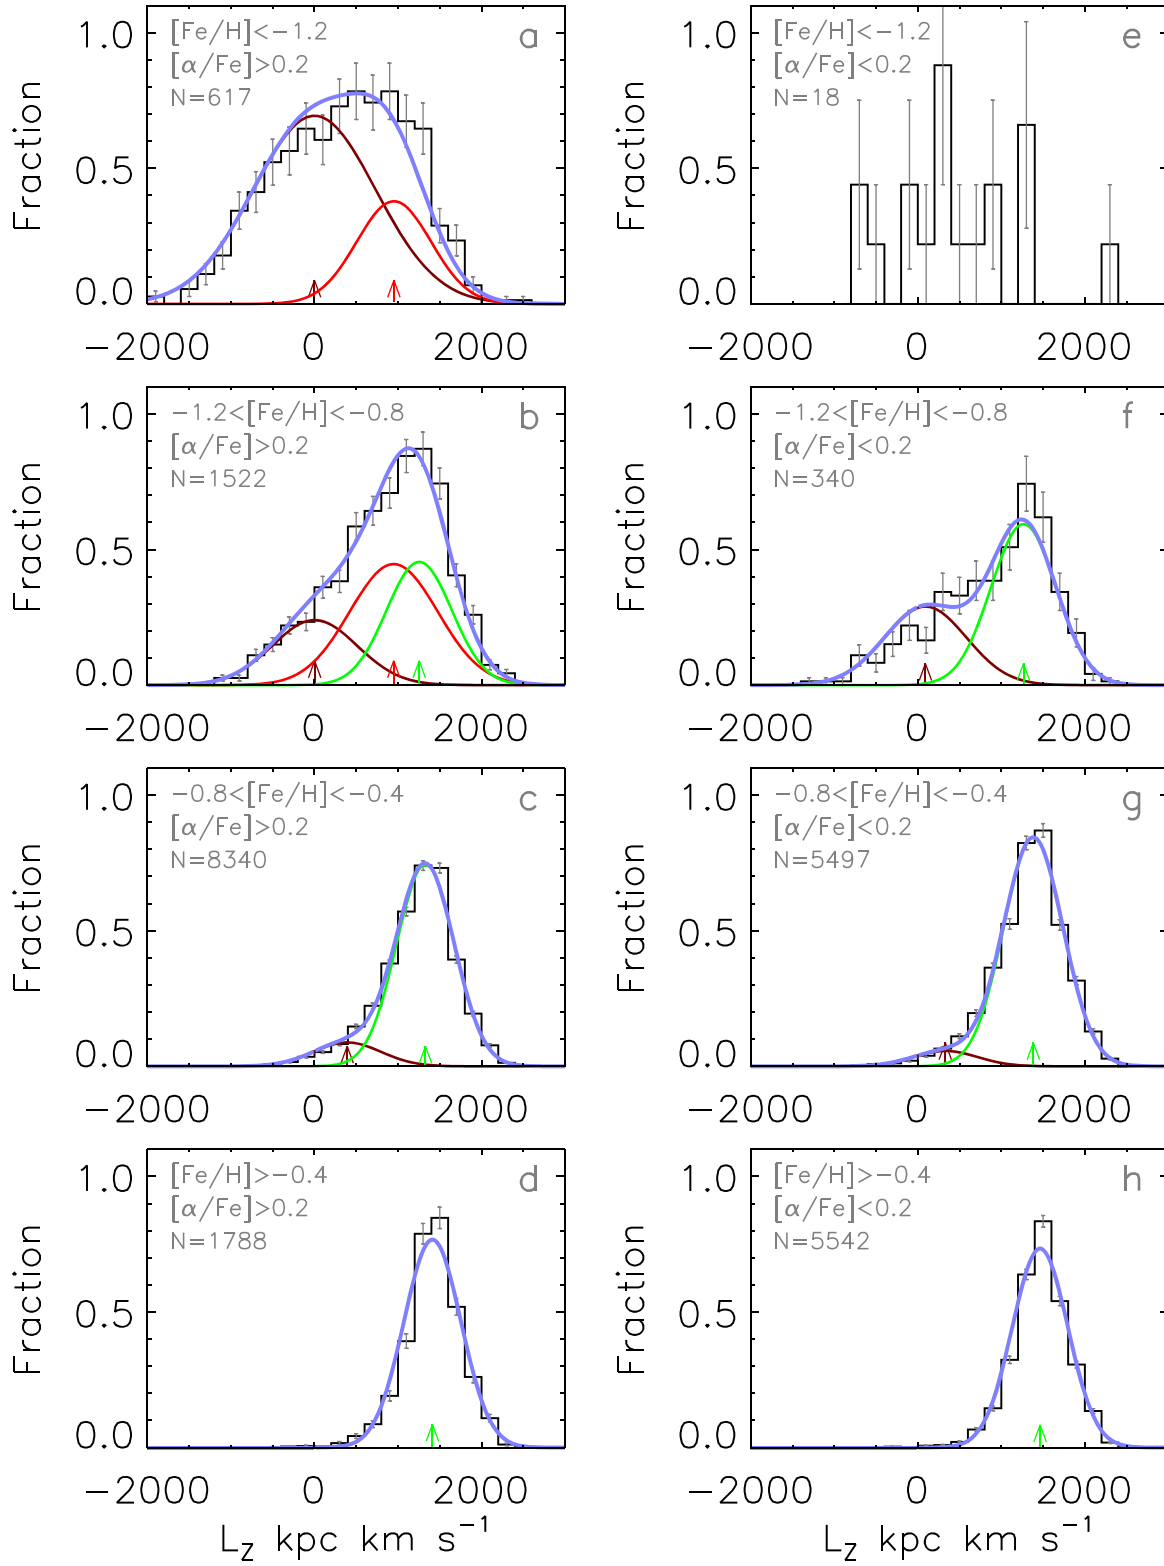 [Fe/H]<−1.2
[α/Fe]>0.2
N=617
a
1.0
0.5
0.0
Fraction
−2000
0
2000
[Fe/H]<−1.2
[α/Fe]<0.2
N=18
e
1.0
0.5
0.0
Fraction
−2000
0
2000
−1.2<[Fe/H]<−0.8
[α/Fe]>0.2
N=1522
b
1.0
0.5
0.0
Fraction
−2000
0
2000
−1.2<[Fe/H]<−0.8
[α/Fe]<0.2
N=340
f
1.0
0.5
0.0
Fraction
−2000
0
2000
−0.8<[Fe/H]<−0.4
[α/Fe]>0.2
N=8340
c
1.0
0.5
0.0
Fraction
−2000
0
2000
−0.8<[Fe/H]<−0.4
[α/Fe]<0.2
N=5497
g
1.0
0.5
0.0
Fraction
−2000
0
2000
[Fe/H]>−0.4
[α/Fe]>0.2
N=1788
d
1.0
0.5
0.0
Fraction
−2000
0
2000
L_Z kpc km s⁻¹
[Fe/H]>−0.4
[α/Fe]<0.2
N=5542
h
1.0
0.5
0.0
Fraction
−2000
0
2000
L_Z kpc km s⁻¹